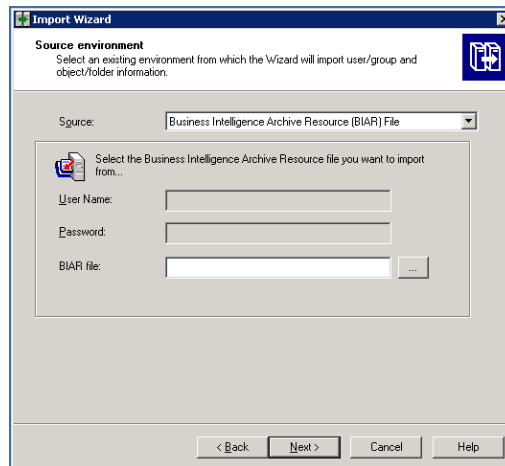 Import Wizard
Source environment
Select an existing environment from which the Wizard will import user/group and
object/folder information.
Source:
Business Intelligence Archive Resource (BIAR) File
Select the Business Intelligence Archive Resource file you want to import
from...
User Name:
Password:
BIAR file:
...
< Back
Next >
Cancel
Help